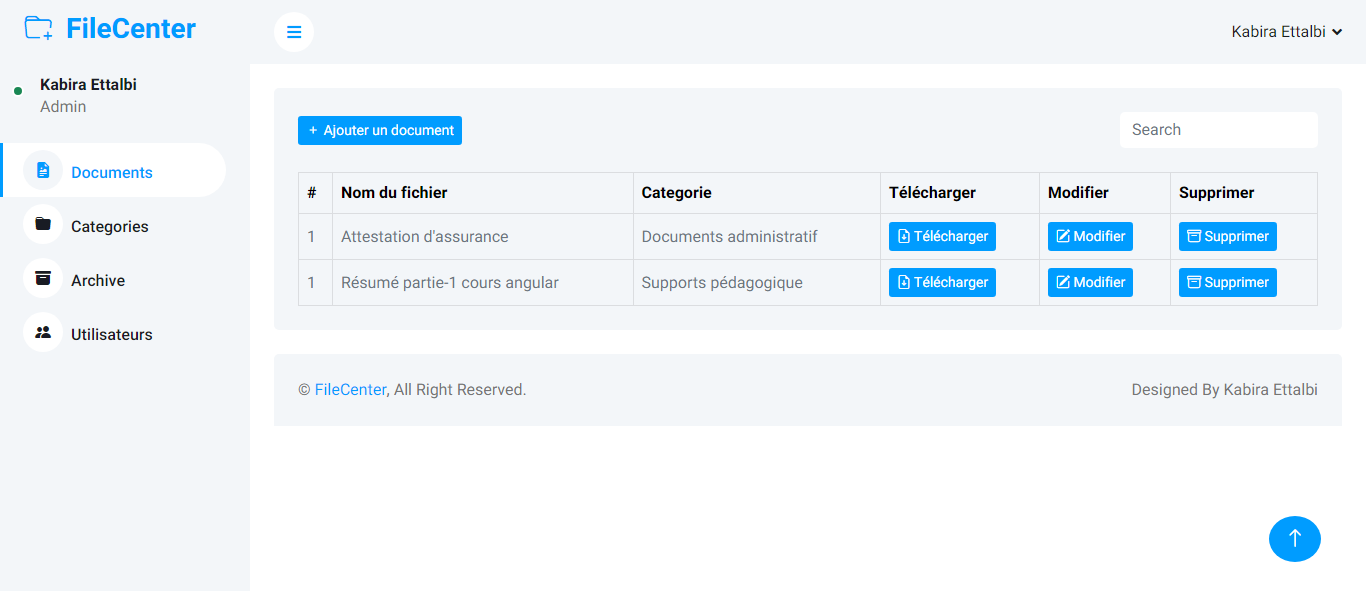 FileCenter
Kabira Ettalbi
Kabira Ettalbi
Admin
Documents
Categories
Archive
Utilisateurs
+ Ajouter un document
Search
# Nom du fichier Categorie Télécharger Modifier Supprimer
1 Attestation d'assurance Documents administratif Télécharger Modifier Supprimer
1 Résumé partie-1 cours angular Supports pédagogique Télécharger Modifier Supprimer
© FileCenter, All Right Reserved.
Designed By Kabira Ettalbi